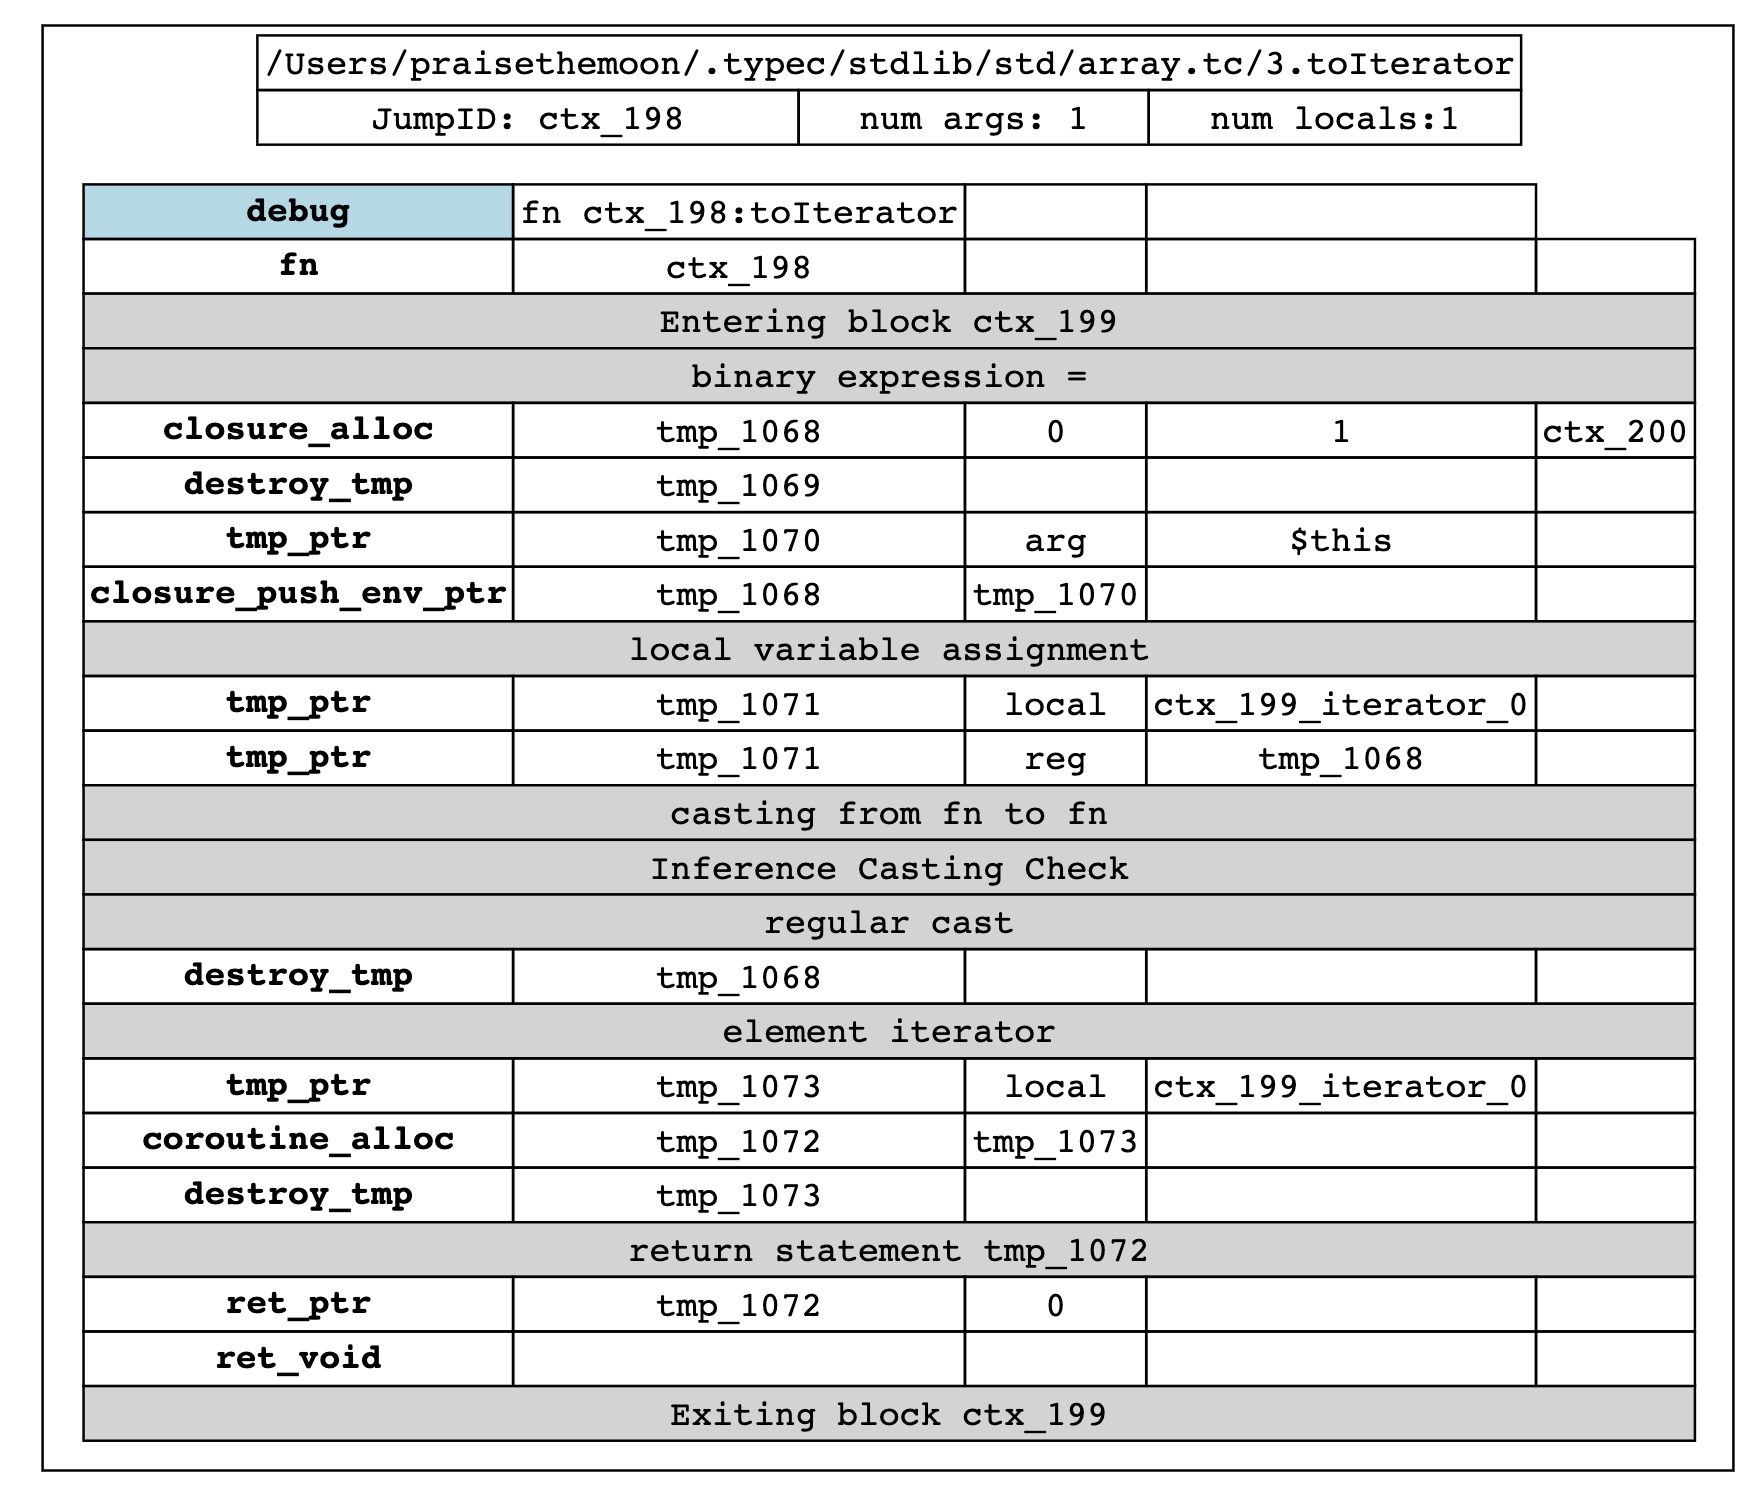 /Users/praisethemoon/.typec/stdlib/std/array.tc/3.toIterator
JumpID: ctx_198 num args: 1 num locals:1
debug fn ctx_198:toIterator
fn ctx_198
Entering block ctx_199
binary expression =
closure_alloc tmp_1068 0 1 ctx_200
destroy_tmp tmp_1069
tmp_ptr tmp_1070 arg $this
closure_push_env_ptr tmp_1068 tmp_1070
local variable assignment
tmp_ptr tmp_1071 local ctx_199_iterator_0
tmp_ptr tmp_1071 reg tmp_1068
casting from fn to fn
Inference Casting Check
regular cast
destroy_tmp tmp_1068
element iterator
tmp_ptr tmp_1073 local ctx_199_iterator_0
coroutine_alloc tmp_1072 tmp_1073
destroy_tmp tmp_1073
return statement tmp_1072
ret_ptr tmp_1072 0
ret_void
Exiting block ctx_199